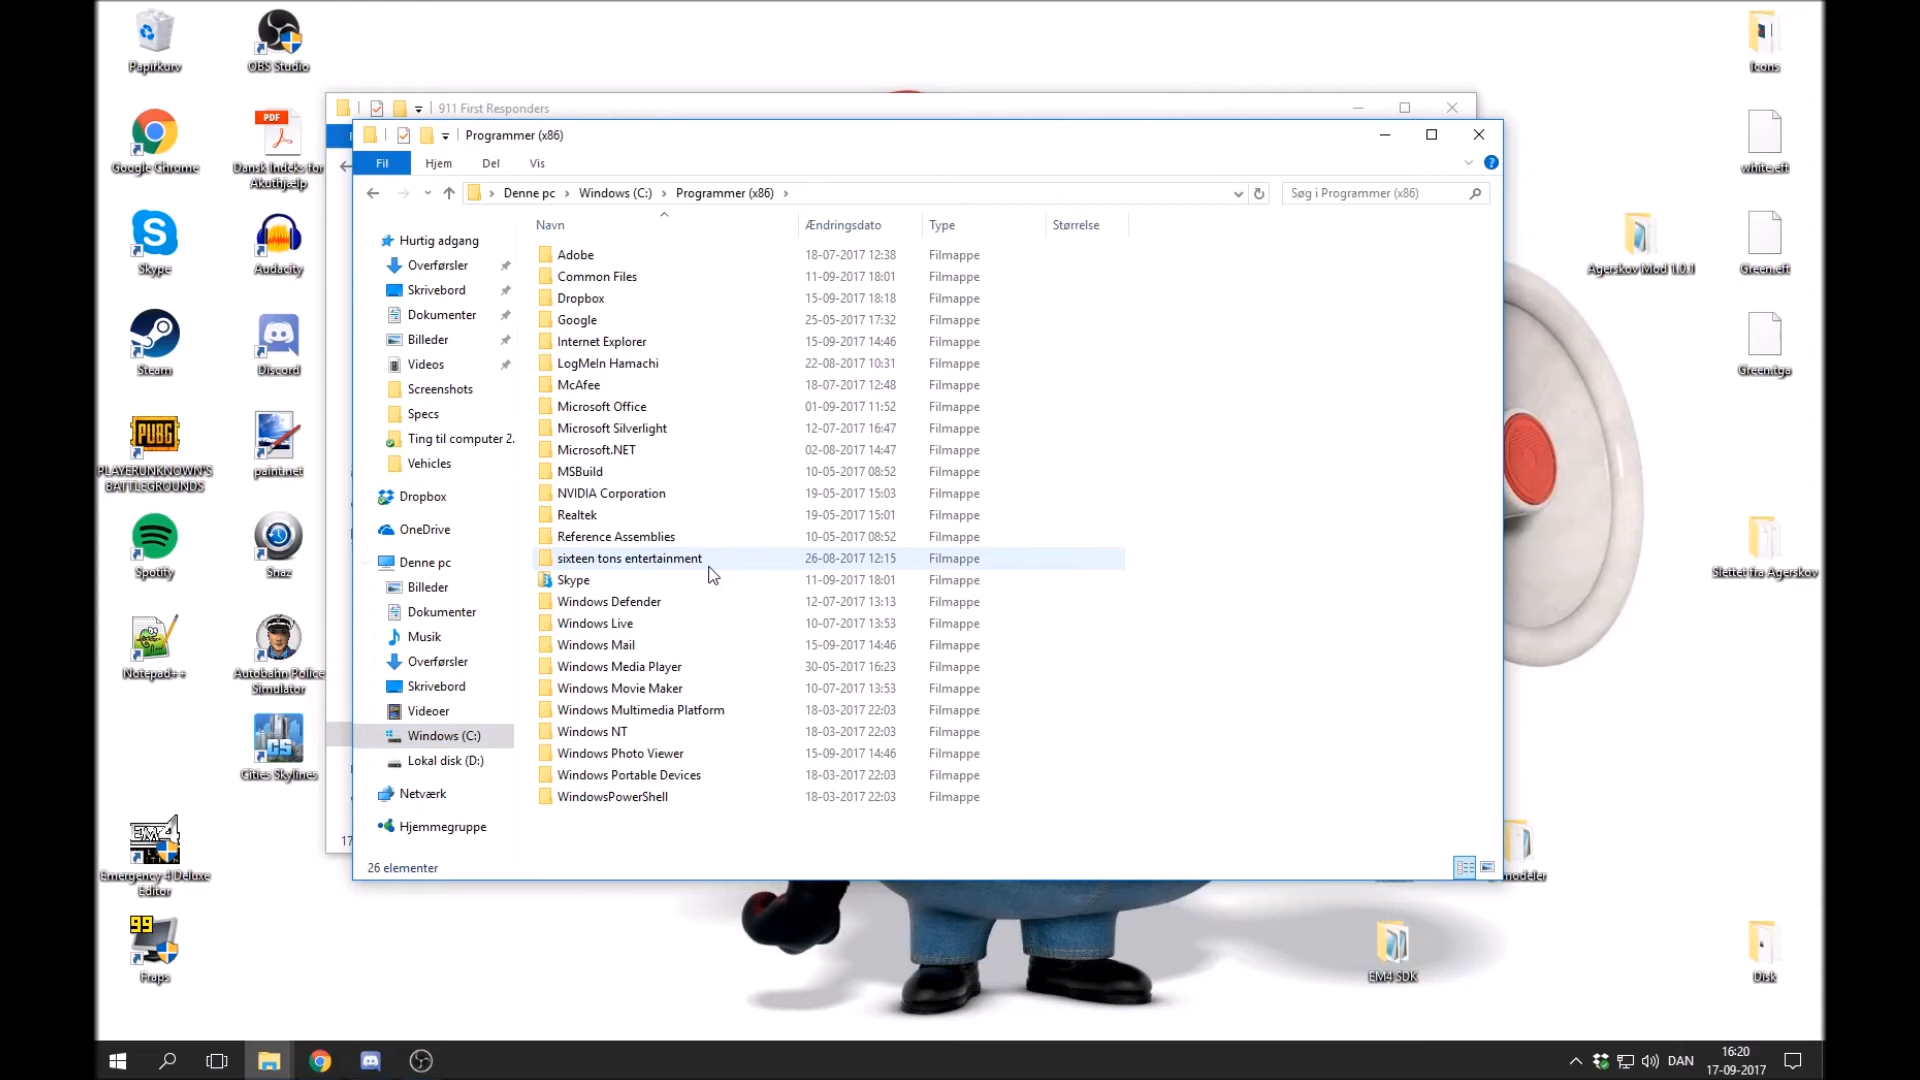 Papirkurv
OBS Studio
Icons
911 First Responders
Programmer (x86)
Fil
Hjem
Del
Vis
Denne pc
Windows (C:)
Programmer (x86)
Søg i Programmer (x86)
Navn
Ændringsdato
Type
Størrelse
Hurtig adgang
Overførsler
Skrivebord
Dokumenter
Billeder
Videos
Screenshots
Specs
Ting til computer 2.
Vehicles
Dropbox
OneDrive
Denne pc
Billeder
Dokumenter
Musik
Overførsler
Skrivebord
Videoer
Windows (C:)
Lokal disk (D:)
Netværk
Hjemmegruppe
Adobe 18-07-2017 12:38 Filmappe
Common Files 11-09-2017 18:01 Filmappe
Dropbox 15-09-2017 18:18 Filmappe
Google 25-05-2017 17:32 Filmappe
Internet Explorer 15-09-2017 14:46 Filmappe
LogMeIn Hamachi 22-08-2017 10:31 Filmappe
McAfee 18-07-2017 12:48 Filmappe
Microsoft Office 01-09-2017 11:52 Filmappe
Microsoft Silverlight 12-07-2017 16:47 Filmappe
Microsoft.NET 02-08-2017 14:47 Filmappe
MSBuild 10-05-2017 08:52 Filmappe
NVIDIA Corporation 19-05-2017 15:03 Filmappe
Realtek 19-05-2017 15:01 Filmappe
Reference Assemblies 10-05-2017 08:52 Filmappe
sixteen tons entertainment 26-08-2017 12:15 Filmappe
Skype 11-09-2017 18:01 Filmappe
Windows Defender 12-07-2017 13:13 Filmappe
Windows Live 10-07-2017 13:53 Filmappe
Windows Mail 15-09-2017 14:46 Filmappe
Windows Media Player 30-05-2017 16:23 Filmappe
Windows Movie Maker 10-07-2017 13:53 Filmappe
Windows Multimedia Platform 18-03-2017 22:03 Filmappe
Windows NT 18-03-2017 22:03 Filmappe
Windows Photo Viewer 15-09-2017 14:46 Filmappe
Windows Portable Devices 18-03-2017 22:03 Filmappe
WindowsPowerShell 18-03-2017 22:03 Filmappe
26 elementer
17
PDF
Google Chrome
Dansk Indeks for
Akuthjælp
Skype
Audacity
Steam
Discord
PUBG
PLAYERUNKNOWN'S
BATTLEGROUNDS
paint.net
Spotify
Snaz
Notepad++
Autobahn Police
Simulator
CS
Cities Skylines
EM4
Emergency 4 Deluxe
Editor
99
Fraps
white.eft
Agerskov Mod 1.0.1
Green.eft
Green.tga
Slettet fra Agerskov
modeler
EM4 SDK
Disk
DAN
16:20
17-09-2017